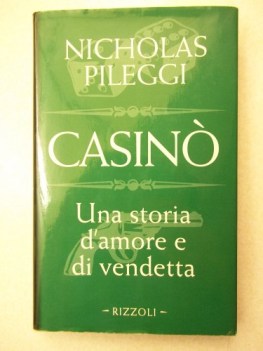 NICHOLAS
PILEGGI
CASINÒ
Una storia
d'amore e
di vendetta
~ RIZZOLI ~